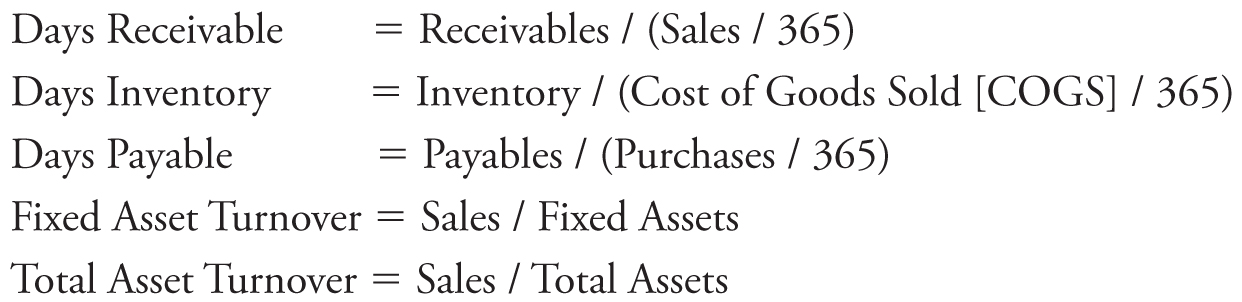 Days Receivable = Receivables / (Sales / 365)
Days Inventory = Inventory / (Cost of Goods Sold [COGS] / 365)
Days Payable = Payables / (Purchases / 365)
Fixed Asset Turnover = Sales / Fixed Assets
Total Asset Turnover = Sales / Total Assets